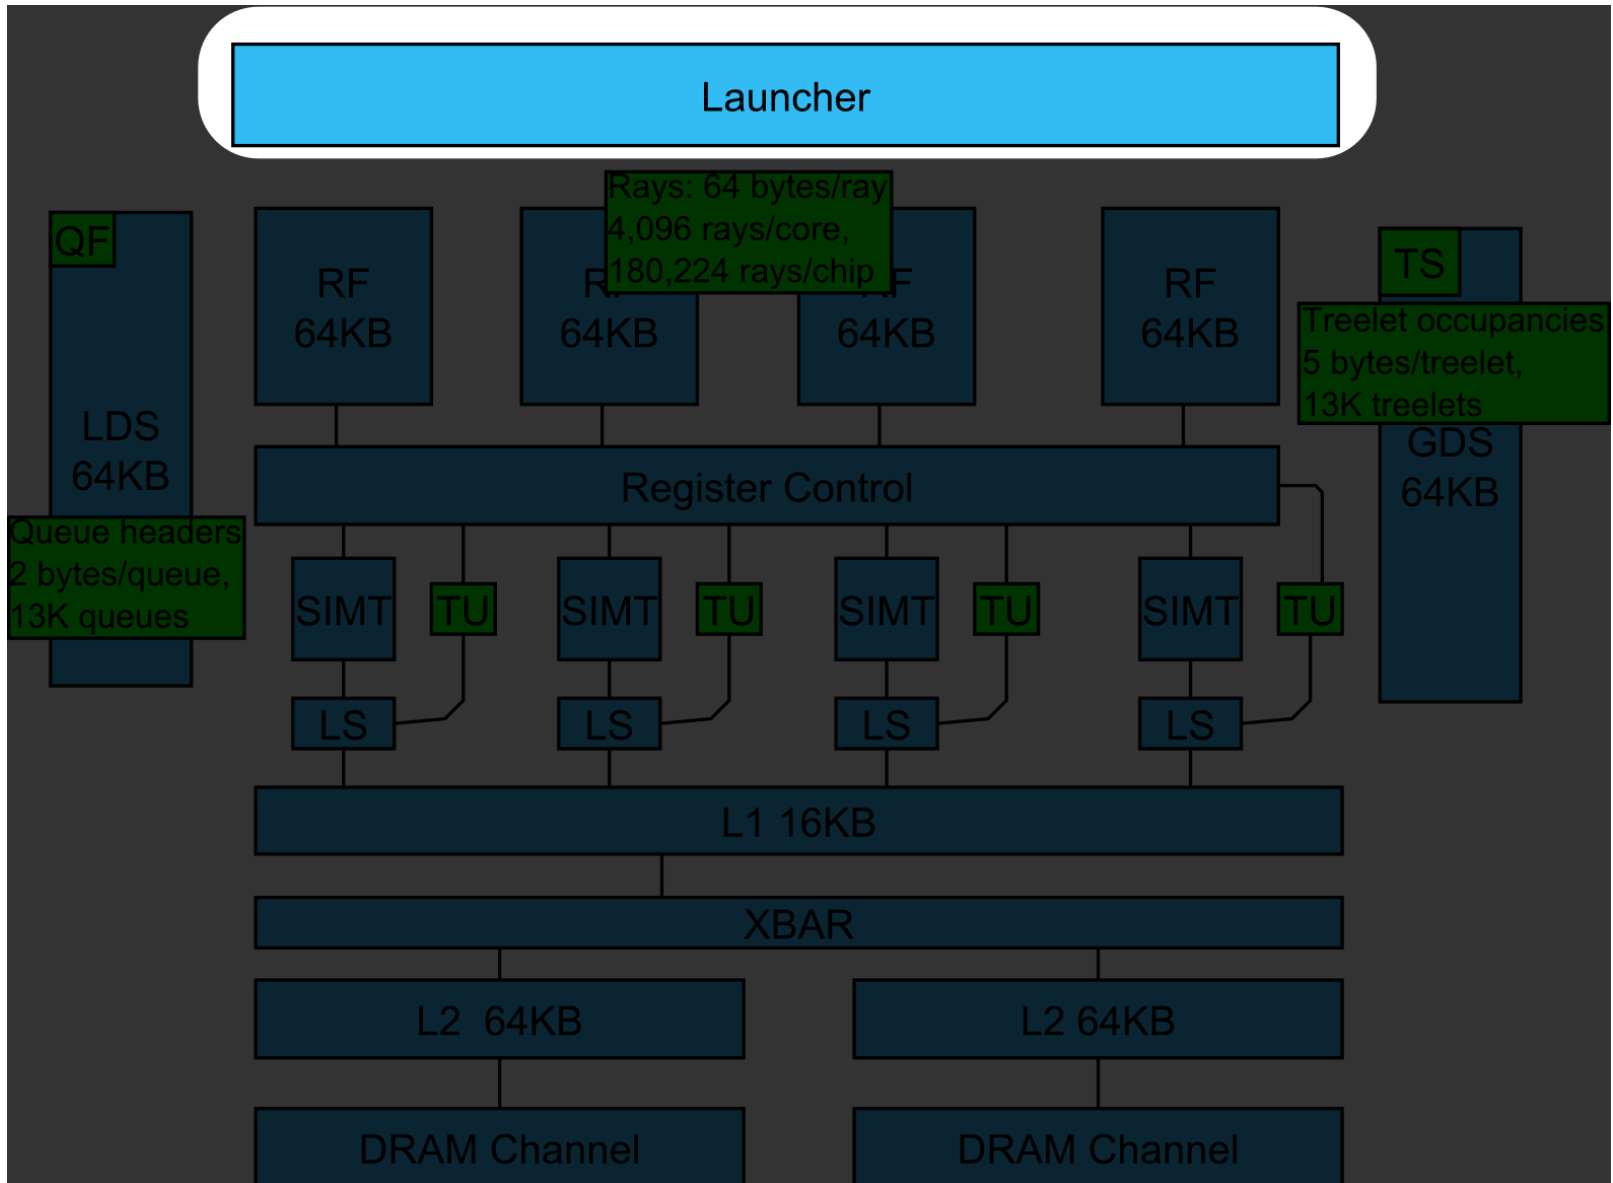 Launcher
Rays: 64 bytes/ray
4,096 rays/core,
180,224 rays/chip
QF
LDS
64KB
Queue headers
2 bytes/queue,
13K queues
RF
64KB
RF
64KB
RF
64KB
RF
64KB
TS
Treelet occupancies
5 bytes/treelet,
13K treelets
GDS
64KB
Register Control
SIMT
TU
SIMT
TU
SIMT
TU
SIMT
TU
LS
LS
LS
LS
L1 16KB
XBAR
L2  64KB
L2 64KB
DRAM Channel
DRAM Channel